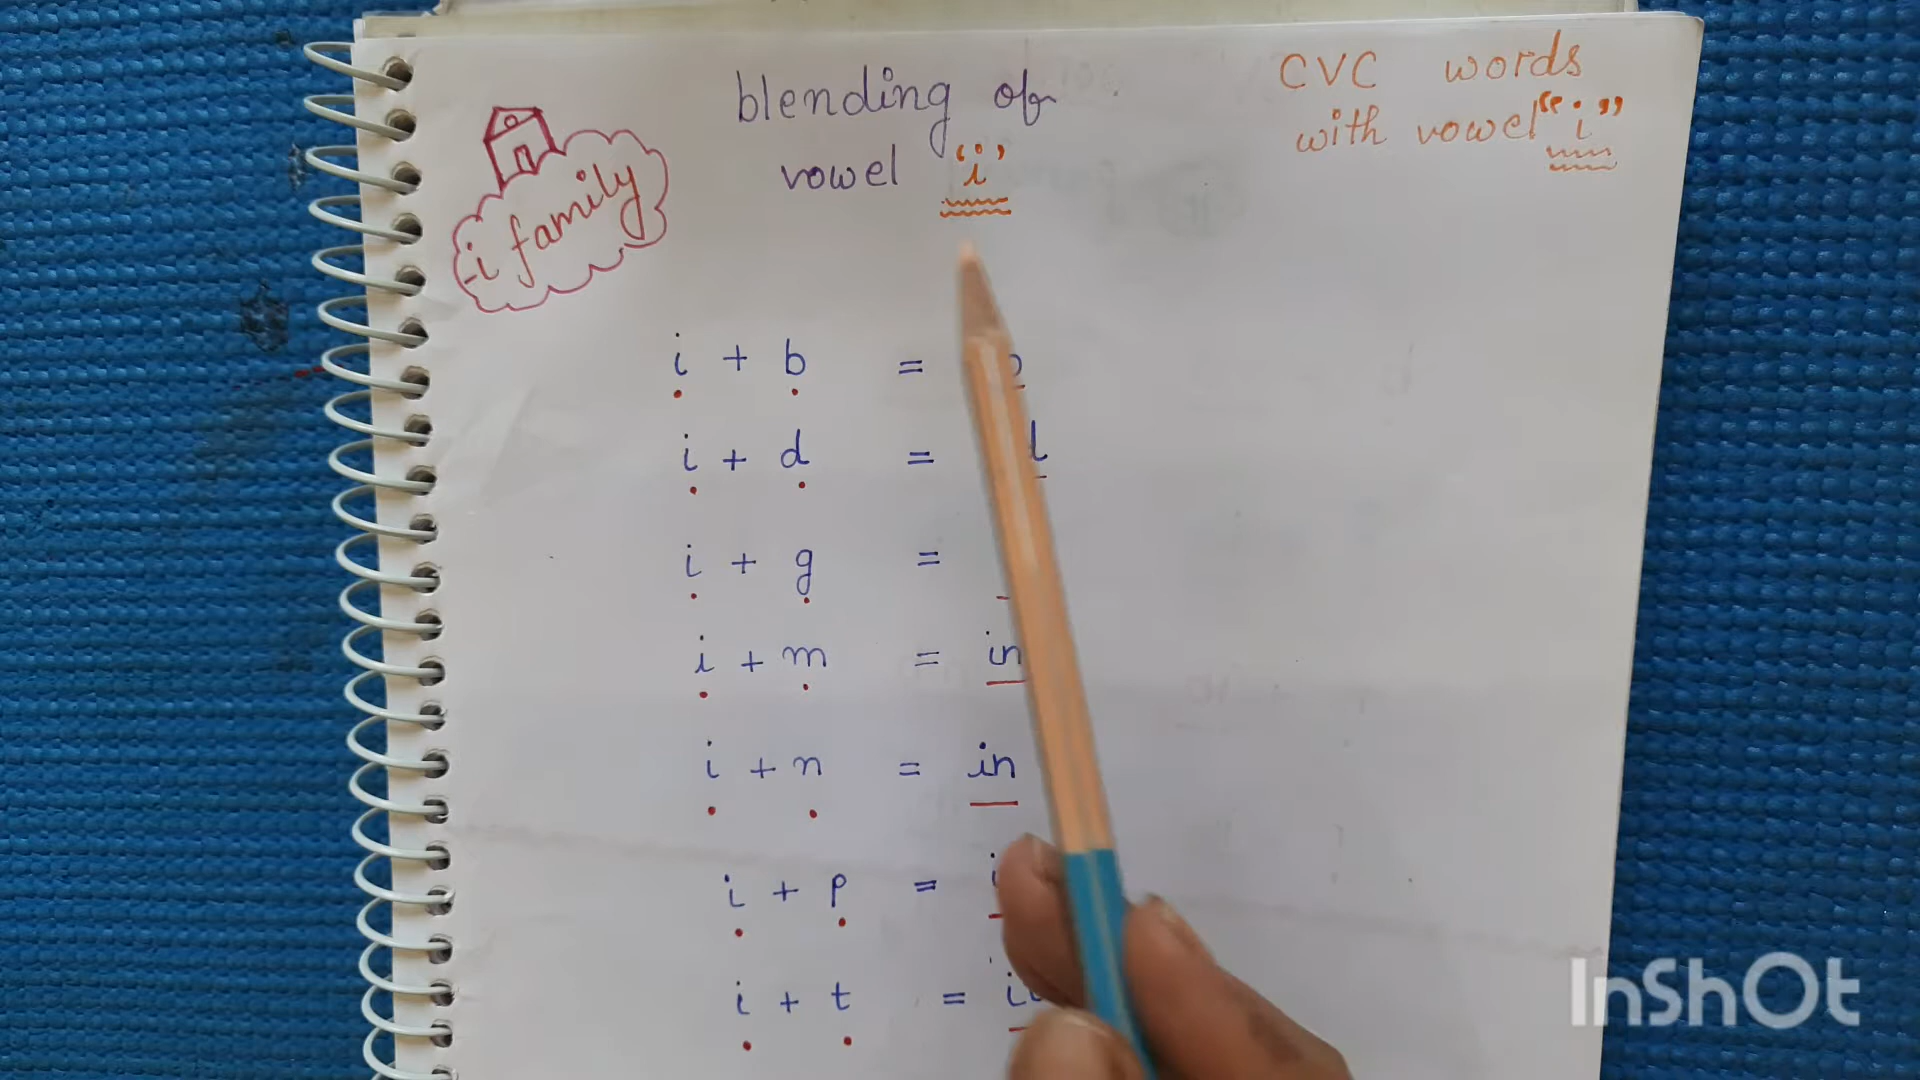 blending of
vowel "i"
CVC words
with vowel "i"
-i family
i + b =
i + d =
i + g =
i + m =
i + n = in
i + p =
i + t =
InShOt